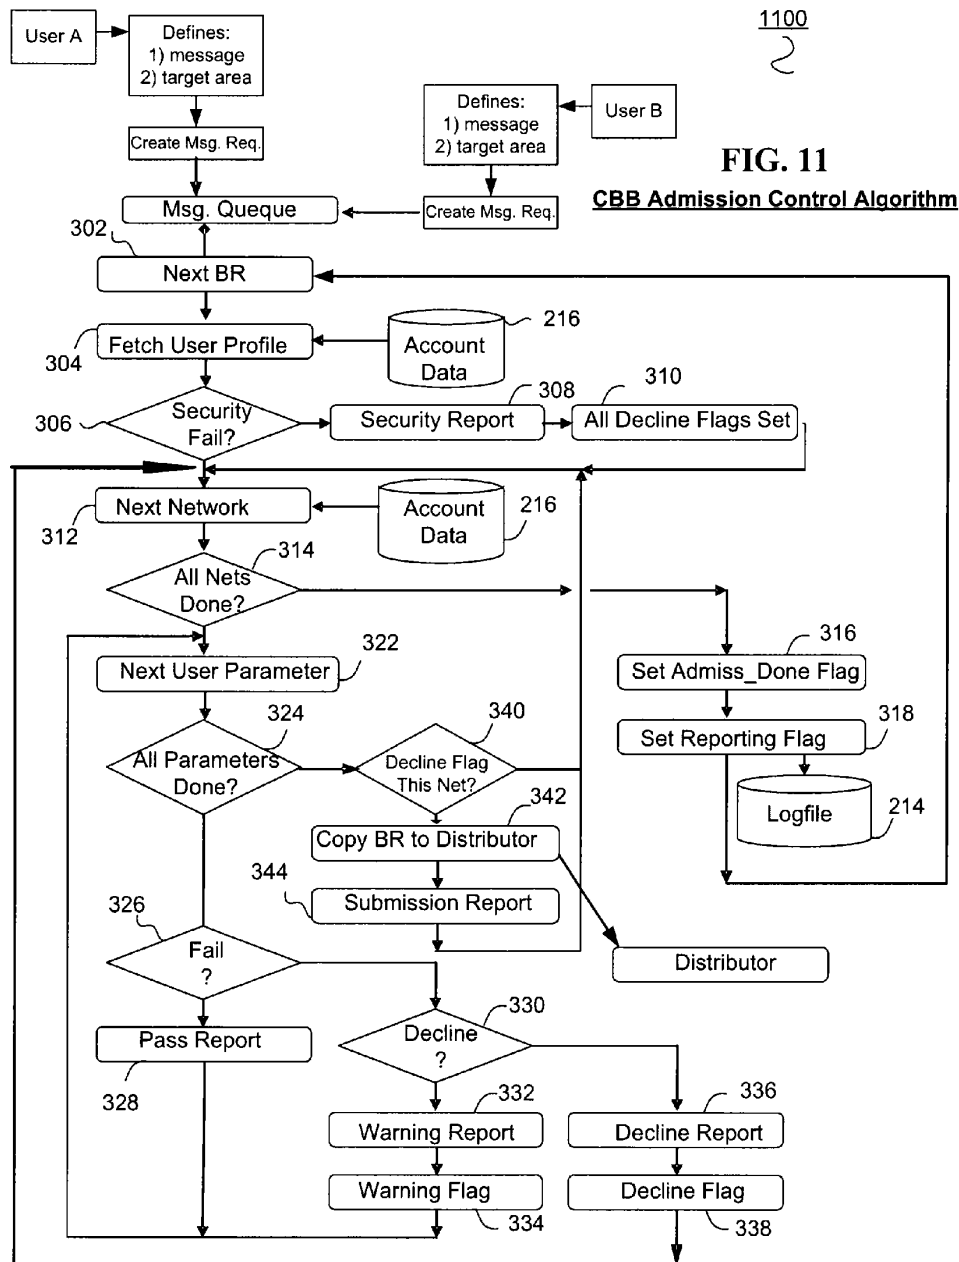 User A
Defines:
1) message
2) target area
1100
Defines:
1) message
2) target area
User B
Create Msg. Req.
FIG. 11
CBB Admission Control Algorithm
Msg. Queque
Create Msg. Req.
302
Next BR
304
Fetch User Profile
Account
Data
216
306
Security
Fail?
Security Report
308
All Decline Flags Set
310
312
Next Network
Account
Data
216
All Nets
Done?
314
Next User Parameter
322
Set Admiss_Done Flag
316
Set Reporting Flag
318
All Parameters
Done?
324
Decline Flag
This Net?
340
Logfile
214
Copy BR to Distributor
342
344
Submission Report
326
Fail
?
Distributor
Decline
?
330
Pass Report
328
Warning Report
332
Decline Report
336
Warning Flag
334
Decline Flag
338